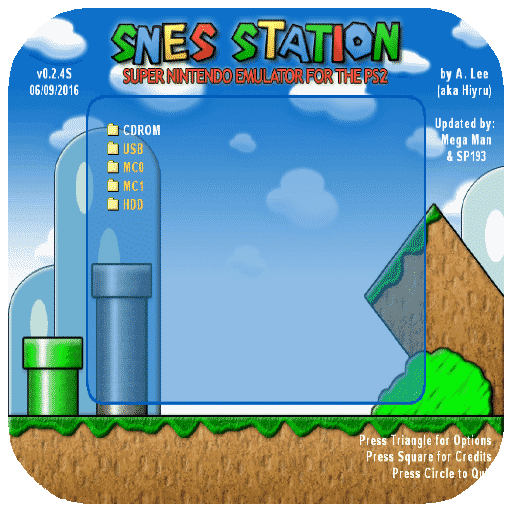 SNES STATION
SUPER NINTENDO EMULATOR FOR THE PS2
v0.2.4S
06/09/2016
by A. Lee
(aka Hiyru)
Updated by:
Mega Man
& SP193
CDROM
USB
MC0
MC1
HDD
Press Triangle for Options
Press Square for Credits
Press Circle to